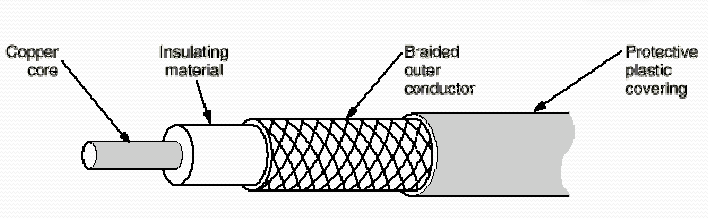 Copper
core
Insulating
material
Braided
outer
conductor
Protective
plastic
covering